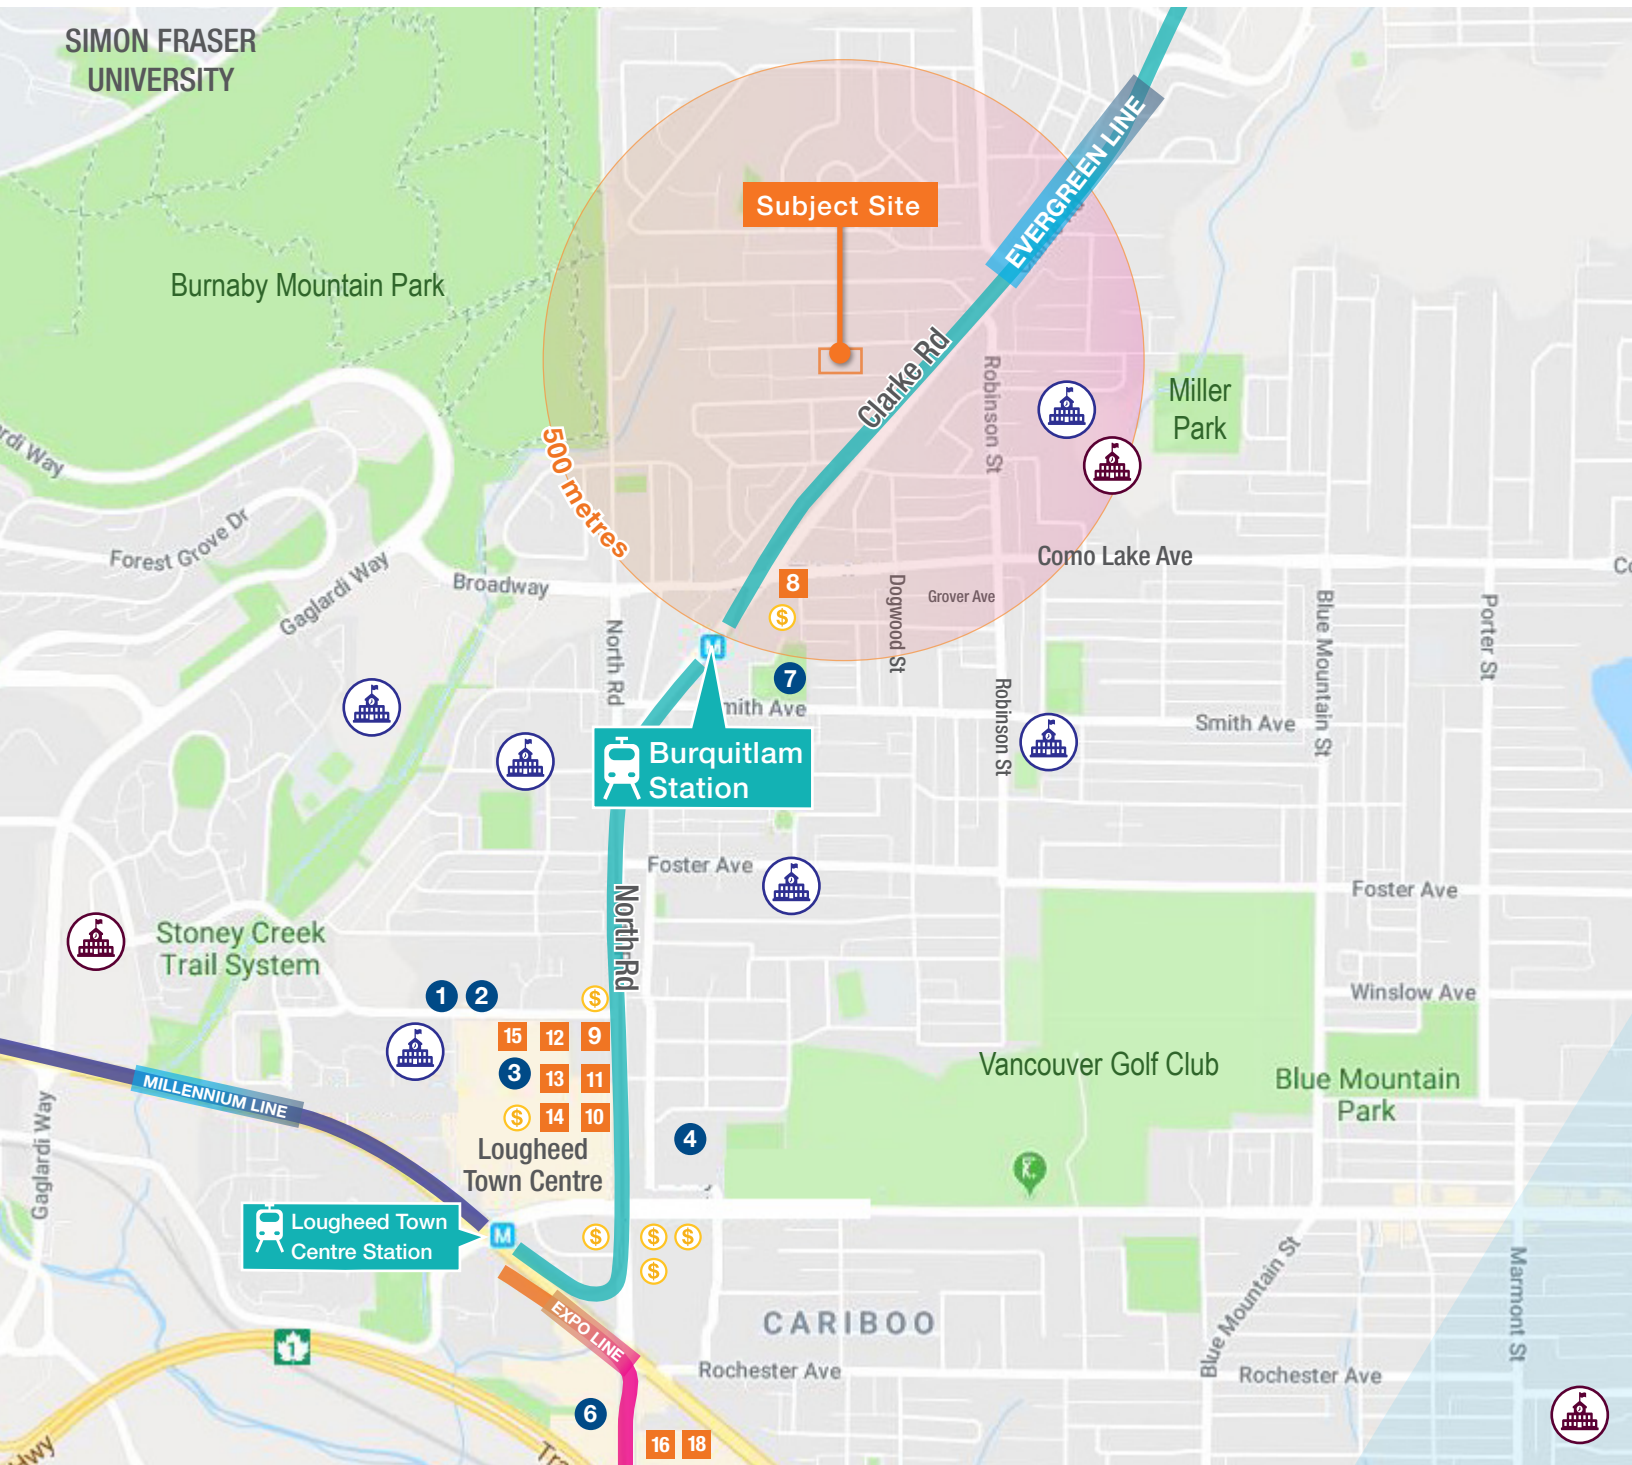 SIMON FRASER
UNIVERSITY
EVERGREEN LINE
Subject Site
Burnaby Mountain Park
Clarke Rd
Robinson St
Miller
Park
500 metres
Forest Grove Dr
Gaglardi Way
Broadway
Como Lake Ave
8
$
Dogwood St
Grover Ave
North Rd
M
7
Blue Mountain St
Porter St
Robinson St
Smith Ave
Burquitlam
Station
Foster Ave
Foster Ave
North Rd
Stoney Creek
Trail System
1
2
$
Winslow Ave
15
12
9
3
13
11
$
14
10
Vancouver Golf Club
Blue Mountain
Park
MILLENNIUM LINE
Gaglardi Way
4
Lougheed
Town Centre
Lougheed Town
Centre Station
M
$
$
$
$
Blue Mountain St
Marmont St
EXPO LINE
CARIBOO
1
Rochester Ave
Rochester Ave
6
16
18
Hwy